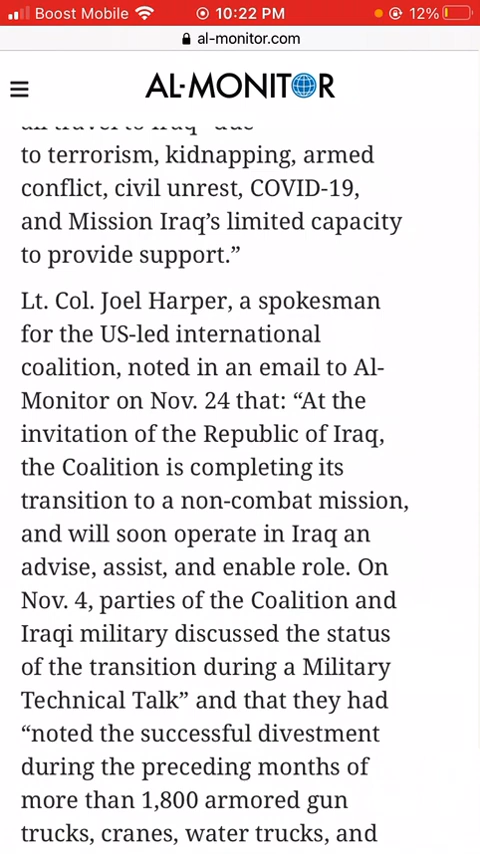 Boost Mobile 10:22 PM 12%
al-monitor.com
AL-MONITOR
to terrorism, kidnapping, armed
conflict, civil unrest, COVID-19,
and Mission Iraq’s limited capacity
to provide support.”
Lt. Col. Joel Harper, a spokesman
for the US-led international
coalition, noted in an email to Al-
Monitor on Nov. 24 that: “At the
invitation of the Republic of Iraq,
the Coalition is completing its
transition to a non-combat mission,
and will soon operate in Iraq an
advise, assist, and enable role. On
Nov. 4, parties of the Coalition and
Iraqi military discussed the status
of the transition during a Military
Technical Talk” and that they had
“noted the successful divestment
during the preceding months of
more than 1,800 armored gun
trucks, cranes, water trucks, and